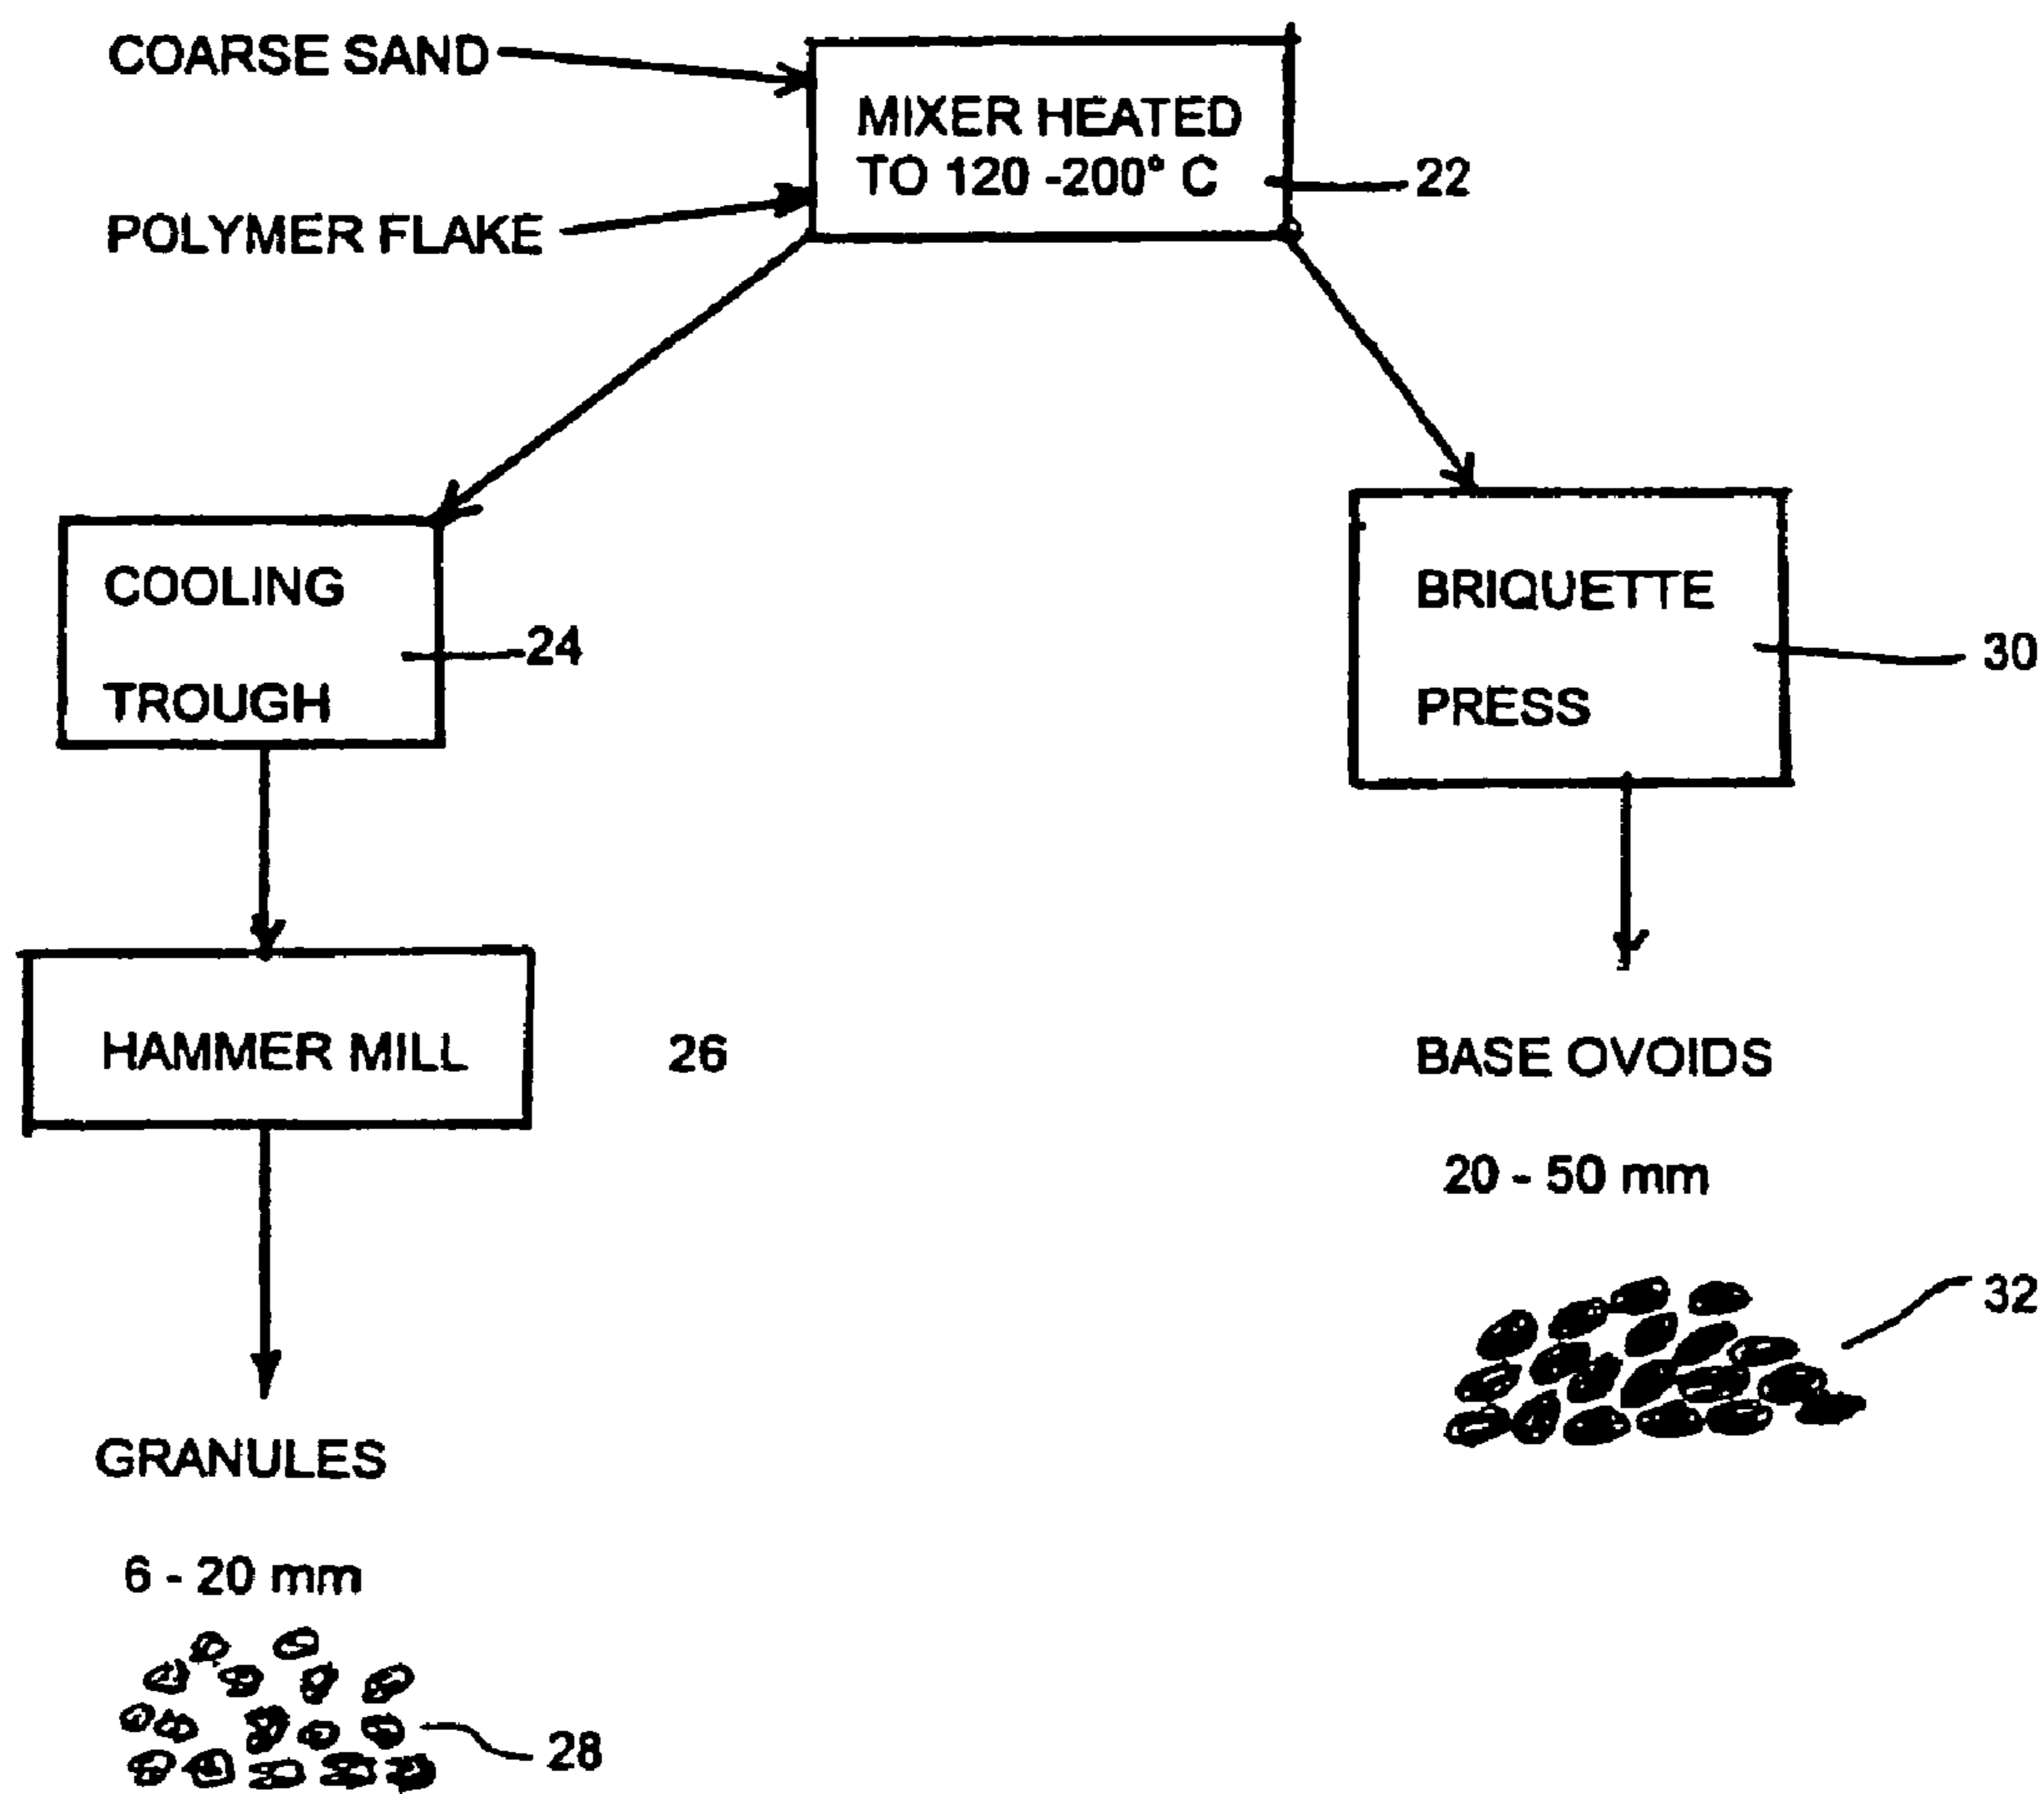 COARSE SAND
MIXER HEATED
TO 120 -200° C
22
POLYMER FLAKE
COOLING
TROUGH
24
BRIQUETTE
PRESS
30
HAMMER MILL
26
BASE OVOIDS
20 - 50 mm
32
GRANULES
6 - 20 mm
28